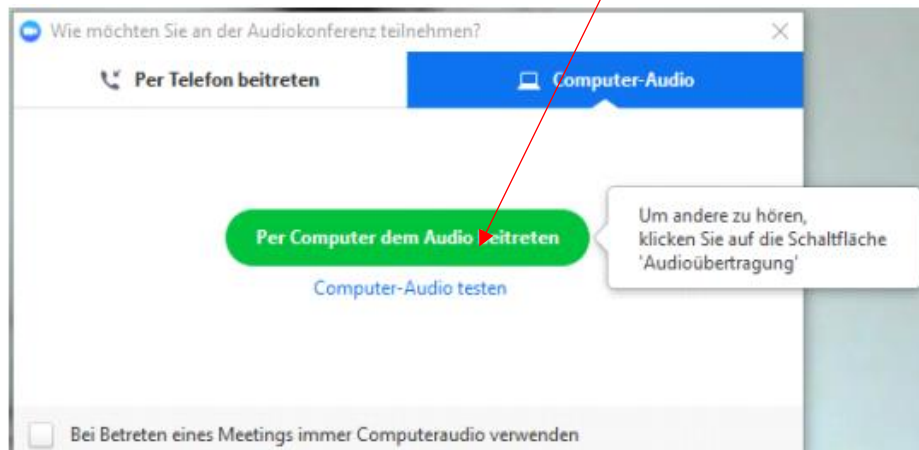 Wie möchten Sie an der Audiokonferenz teilnehmen?
Per Telefon beitreten
Computer-Audio
Per Computer dem Audio beitreten
Um andere zu hören,
klicken Sie auf die Schaltfläche
'Audioübertragung'
Computer-Audio testen
Bei Betreten eines Meetings immer Computeraudio verwenden